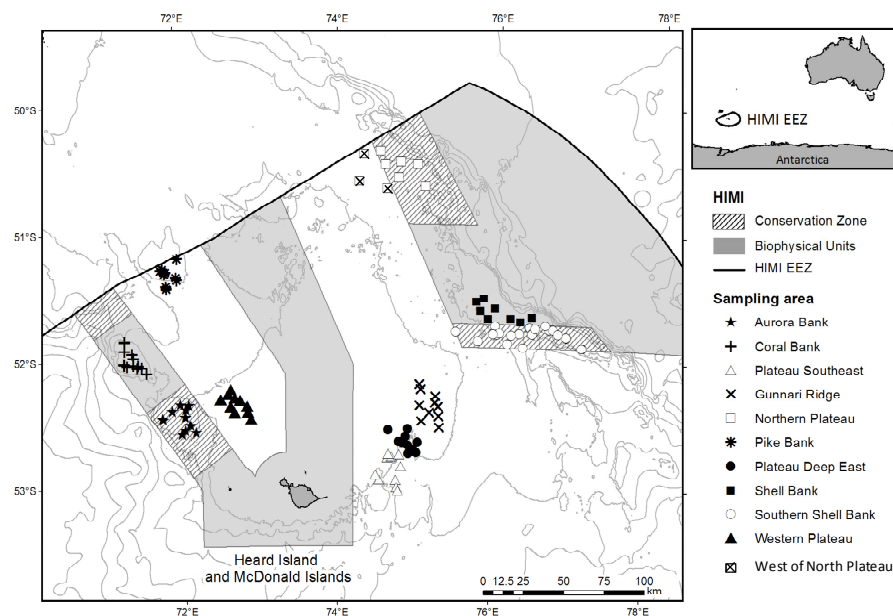 72°E 74°E 76°E 78°E
50°S
51°S
52°S
53°S
Heard Island
and McDonald Islands
0 12.5 25 50 75 100
km
72°E 74°E 76°E 78°E
HIMI EEZ
Antarctica
HIMI
Conservation Zone
Biophysical Units
HIMI EEZ
Sampling area
Aurora Bank
Coral Bank
Plateau Southeast
Gunnari Ridge
Northern Plateau
Pike Bank
Plateau Deep East
Shell Bank
Southern Shell Bank
Western Plateau
West of North Plateau